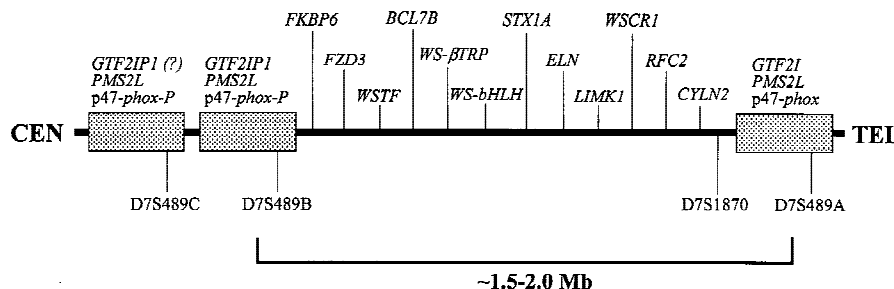 FKBP6 BCL7B STX1A WSCR1
GTF2IP1 (?) GTF2IP1 FZD3 WS-βTRP ELN RFC2 GTF2I
PMS2L PMS2L PMS2L
p47-phox-P p47-phox-P WSTF WS-bHLH LIMK1 CYLN2 p47-phox
CEN TEL
D7S489C D7S489B D7S1870 D7S489A
~1.5-2.0 Mb